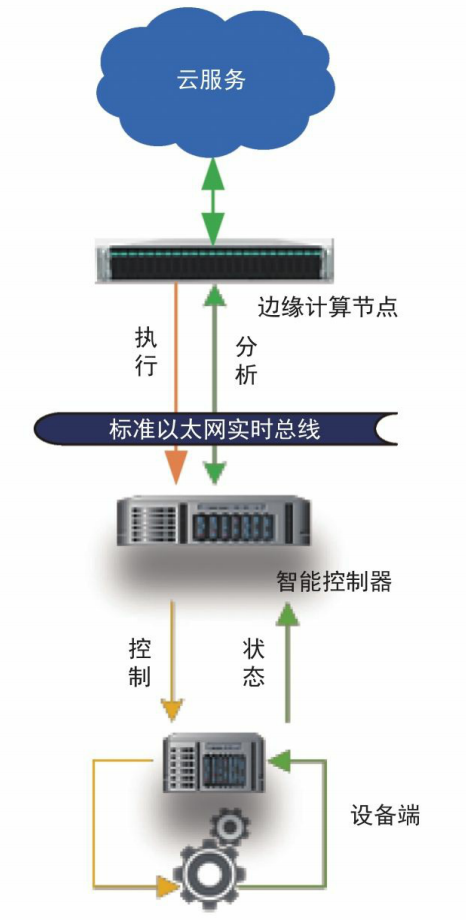 云服务
边缘计算节点
执行
分析
标准以太网实时总线
智能控制器
控制
状态
设备端